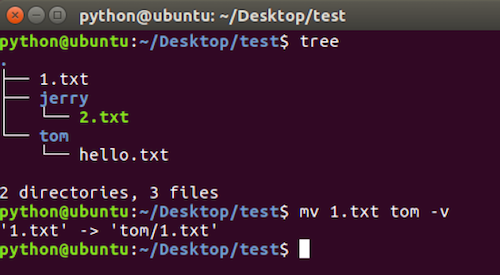 python@ubuntu: ~/Desktop/test
python@ubuntu:~/Desktop/test$ tree
.
├── 1.txt
├── jerry
│   └── 2.txt
└── tom
    └── hello.txt
2 directories, 3 files
python@ubuntu:~/Desktop/test$ mv 1.txt tom -v
'1.txt' -> 'tom/1.txt'
python@ubuntu:~/Desktop/test$